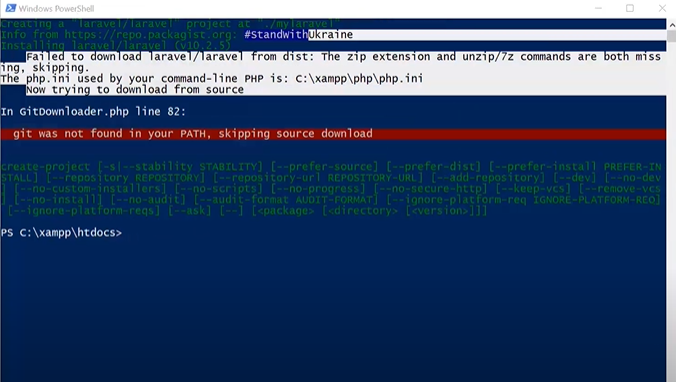 Windows PowerShell
Creating a "laravel/laravel" project at "./mylaravel"
Info from https://repo.packagist.org: #StandWithUkraine
Installing laravel/laravel (v10.2.5)
Failed to download laravel/laravel from dist: The zip extension and unzip/7z commands are both miss
ing, skipping.
The php.ini used by your command-line PHP is: C:\xampp\php\php.ini
Now trying to download from source
In GitDownloader.php line 82:
git was not found in your PATH, skipping source download
create-project [-s|--stability STABILITY] [--prefer-source] [--prefer-dist] [--prefer-install PREFER-IN
STALL] [--repository REPOSITORY] [--repository-url REPOSITORY-URL] [--add-repository] [--dev] [--no-dev
] [--no-custom-installers] [--no-scripts] [--no-progress] [--no-secure-http] [--keep-vcs] [--remove-vcs
] [--no-install] [--no-audit] [--audit-format AUDIT-FORMAT] [--ignore-platform-req IGNORE-PLATFORM-REQ]
[--ignore-platform-reqs] [--ask] [--] [<package> [<directory> [<version>]]]
PS C:\xampp\htdocs>